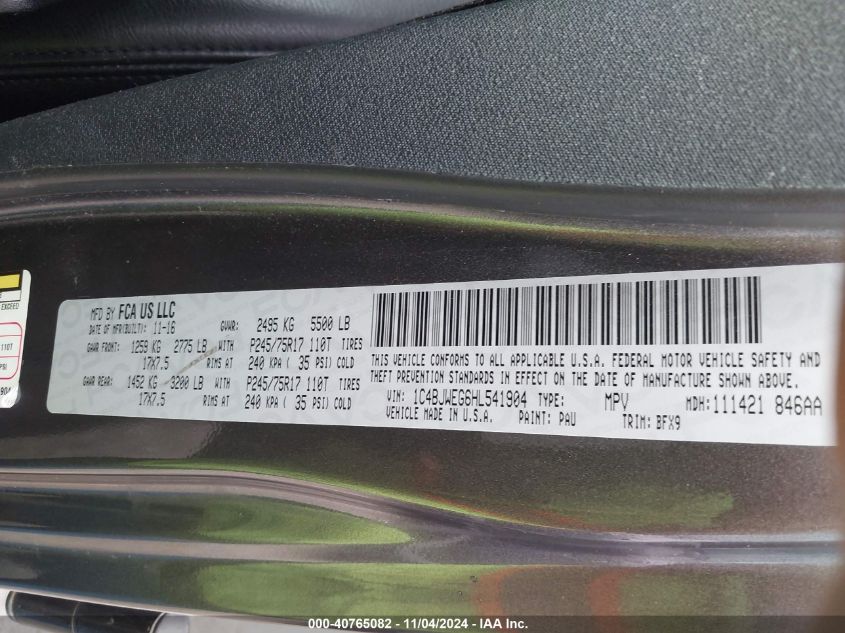 EXCEED
110T
PSI
MFD BY FCA US LLC
DATE OF MFR(BUILT): 11-16 GVWR: 2495 KG 5500 LB
GAWR FRONT: 1259 KG 2775 LB WITH P245/75R17 110T TIRES
17X7.5 RIMS AT 240 KPA ( 35 PSI) COLD
GAWR REAR: 1452 KG 3200 LB WITH P245/75R17 110T TIRES
17X7.5 RIMS AT 240 KPA ( 35 PSI) COLD
THIS VEHICLE CONFORMS TO ALL APPLICABLE U.S.A. FEDERAL MOTOR VEHICLE SAFETY AND
THEFT PREVENTION STANDARDS IN EFFECT ON THE DATE OF MANUFACTURE SHOWN ABOVE.
VIN: 1C4BJWEG6HL541904 TYPE: MPV MDH: 111421 846AA
VEHICLE MADE IN U.S.A. PAINT: PAU TRIM: BFX9
000-40765082 - 11/04/2024 - IAA Inc.